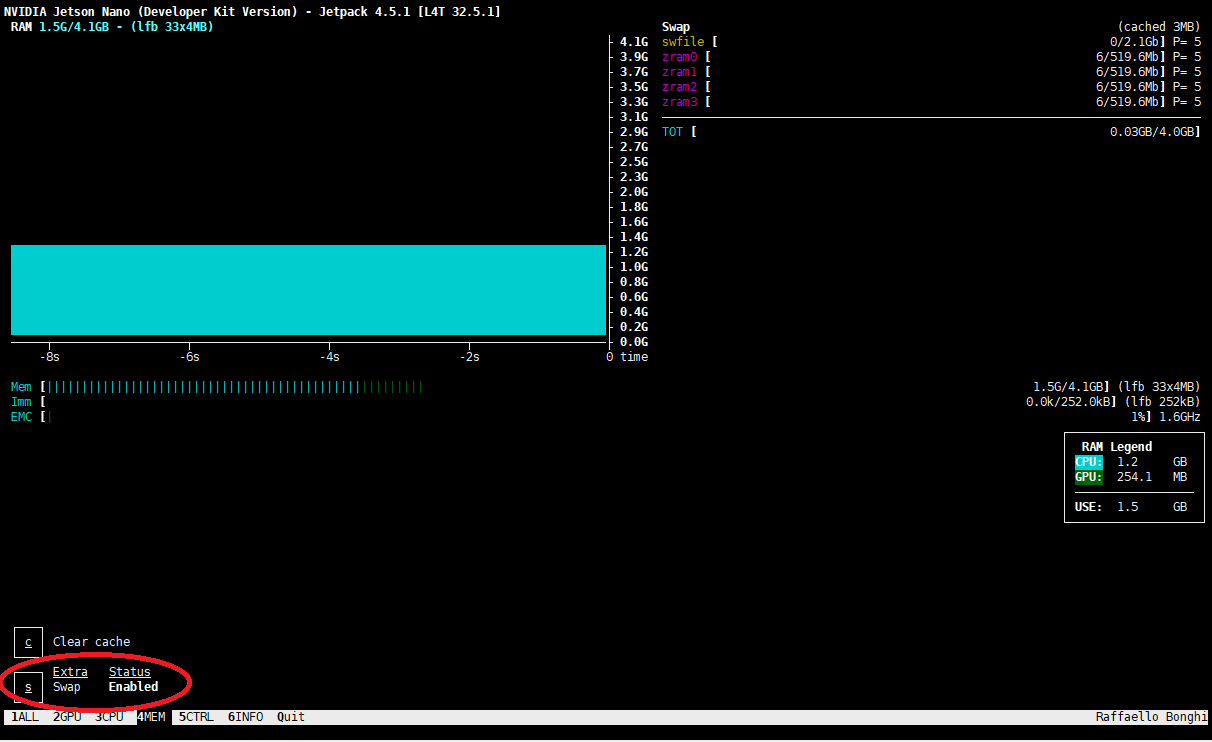 NVIDIA Jetson Nano (Developer Kit Version) - Jetpack 4.5.1 [L4T 32.5.1]
RAM 1.5G/4.1GB - (lfb 33x4MB)
4.1G
3.9G
3.7G
3.5G
3.3G
3.1G
2.9G
2.7G
2.5G
2.3G
2.0G
1.8G
1.6G
1.4G
1.2G
1.0G
0.8G
0.6G
0.4G
0.2G
0.0G
-8s -6s -4s -2s 0 time
Swap (cached 3MB)
swfile [ 0/2.1Gb] P= 5
zram0 [ 6/519.6Mb] P= 5
zram1 [ 6/519.6Mb] P= 5
zram2 [ 6/519.6Mb] P= 5
zram3 [ 6/519.6Mb] P= 5
TOT [ 0.03GB/4.0GB]
Mem [|||||||||||||||||||||||||||||||||||||||||||||||||||||| 1.5G/4.1GB] (lfb 33x4MB)
Imm [ 0.0k/252.0kB] (lfb 252kB)
EMC [| 1%] 1.6GHz
RAM Legend
CPU: 1.2 GB
GPU: 254.1 MB
USE: 1.5 GB
c Clear cache
Extra Status
s Swap Enabled
1ALL 2GPU 3CPU 4MEM 5CTRL 6INFO Quit Raffaello Bonghi